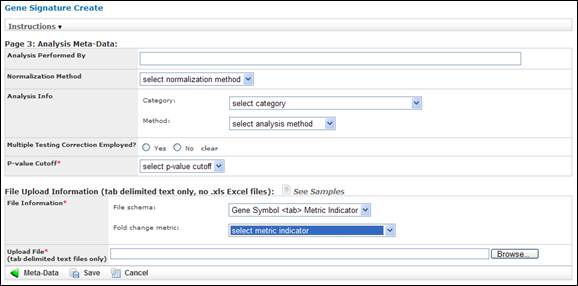 Gene Signature Create
Instructions ▾
Page 3: Analysis Meta-Data:
Analysis Performed By
Normalization Method select normalization method
Analysis Info Category: select category
Method: select analysis method
Multiple Testing Correction Employed? Yes No clear
P-value Cutoff* select p-value cutoff
File Upload Information (tab delimited text only, no .xls Excel files): See Samples
File Information* File schema: Gene Symbol <tab> Metric Indicator
Fold change metric: select metric indicator
Upload File*
(tab delimited text files only) Browse...
Meta-Data Save Cancel